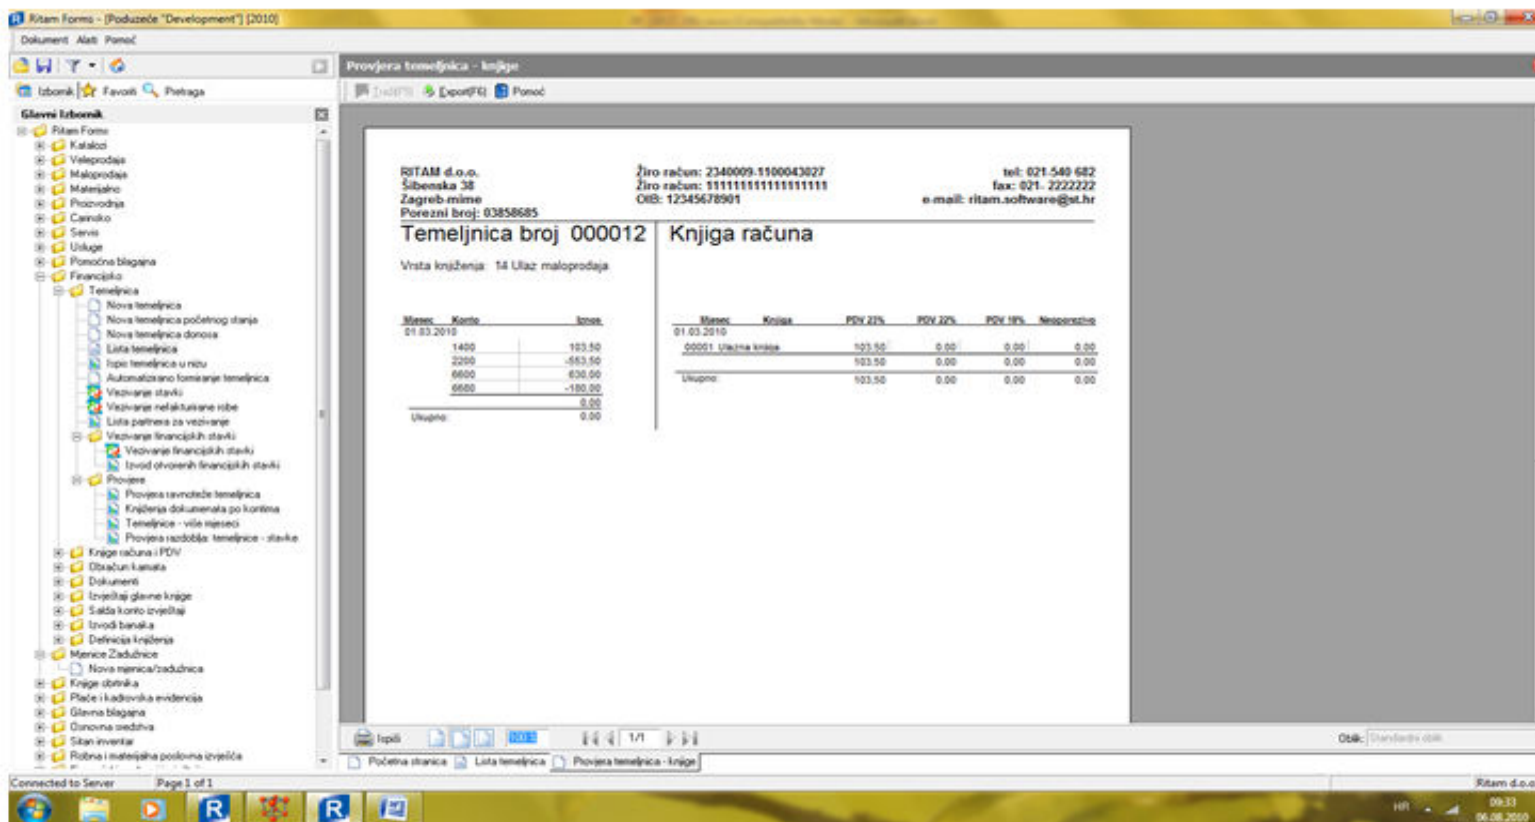 Ritam Forms - [Poduzeće "Development"] [2010]
Dokument Alati Pomoć
Izbornik Favoriti Pretraga
Glavni Izbornik
Ritam Forms
Katalozi
Veleprodaja
Maloprodaja
Materijalno
Proizvodnja
Carinsko
Servis
Usluge
Pomoćna blagajna
Financijsko
Temeljnica
Nova temeljnica
Nova temeljnica početnog stanja
Nova temeljnica donosa
Lista temeljnica
Ispis temeljnica u nizu
Automatizirano formiranje temeljnica
Vezivanje stavki
Vezivanje nefakturirane robe
Lista partnera za vezivanje
Vezivanje financijskih stavki
Vezivanje financijskih stavki
Izvod otvorenih financijskih stavki
Provjere
Provjera ravnoteže temeljnica
Knjiženja dokumenata po kontima
Temeljnice - više mjeseci
Provjera razdoblja: temeljnice - stavke
Knjige računa i PDV
Obračun kamata
Dokumenti
Izvještaji glavne knjige
Salda konto izvještaji
Izvodi banaka
Definicija knjiženja
Mjenice Zadužnice
Nova mjenica/zadužnica
Knjige obrtnika
Plaće i kadrovska evidencija
Glavna blagajna
Osnovna sredstva
Sitan inventar
Robna i materijalna poslovna izvješća
Provjera temeljnica - knjige
Export(F6) Pomoć
RITAM d.o.o. Žiro račun: 2340009-1100043027 tel: 021-540 682
Šibenska 38 Žiro račun: 111111111111111111 fax: 021- 2222222
Zagreb-mime OIB: 12345678901 e-mail: ritam.software@st.hr
Porezni broj: 03858685
Temeljnica broj 000012 Knjiga računa
Vrsta knjiženja: 14 Ulaz maloprodaja
Mjesec Konto Iznos Mjesec Knjiga PDV 23% PDV 22% PDV 10% Neoporezivo
01.03.2010 01.03.2010
1400 103,50 00001 Ulazna knjiga 103,50 0,00 0,00 0,00
2200 -553,50 103,50 0,00 0,00 0,00
6600 630,00
6680 -180,00 Ukupno: 103,50 0,00 0,00 0,00
0,00
Ukupno: 0,00
Ispiši 100 % 1/1 Oblik: Standardni oblik
Početna stranica Lista temeljnica Provjera temeljnica - knjige
Connected to Server Page 1 of 1 Ritam d.o.o
HR 09:33
06.08.2010